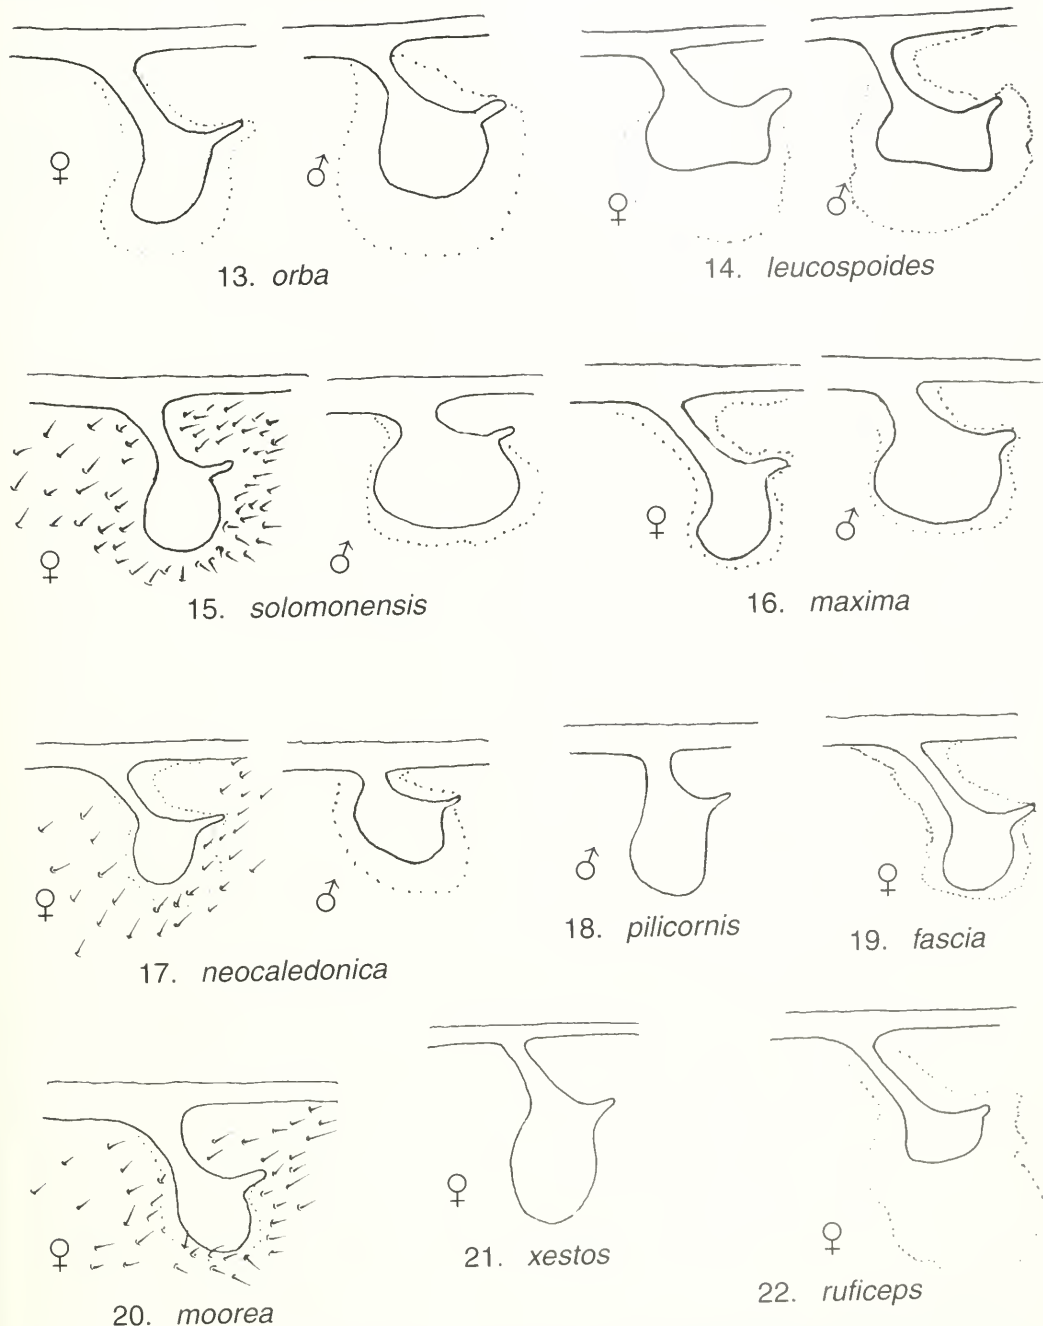 ♀ ♂ ♀ ♂
13. orba
14. leucospoides
♀ ♂ ♀ ♂
15. solomonensis
16. maxima
♀ ♂ ♂ ♀
17. neocaledonica
18. pilicornis
19. fascia
♀ ♀ ♀
20. moorea
21. xestos
22. ruficeps